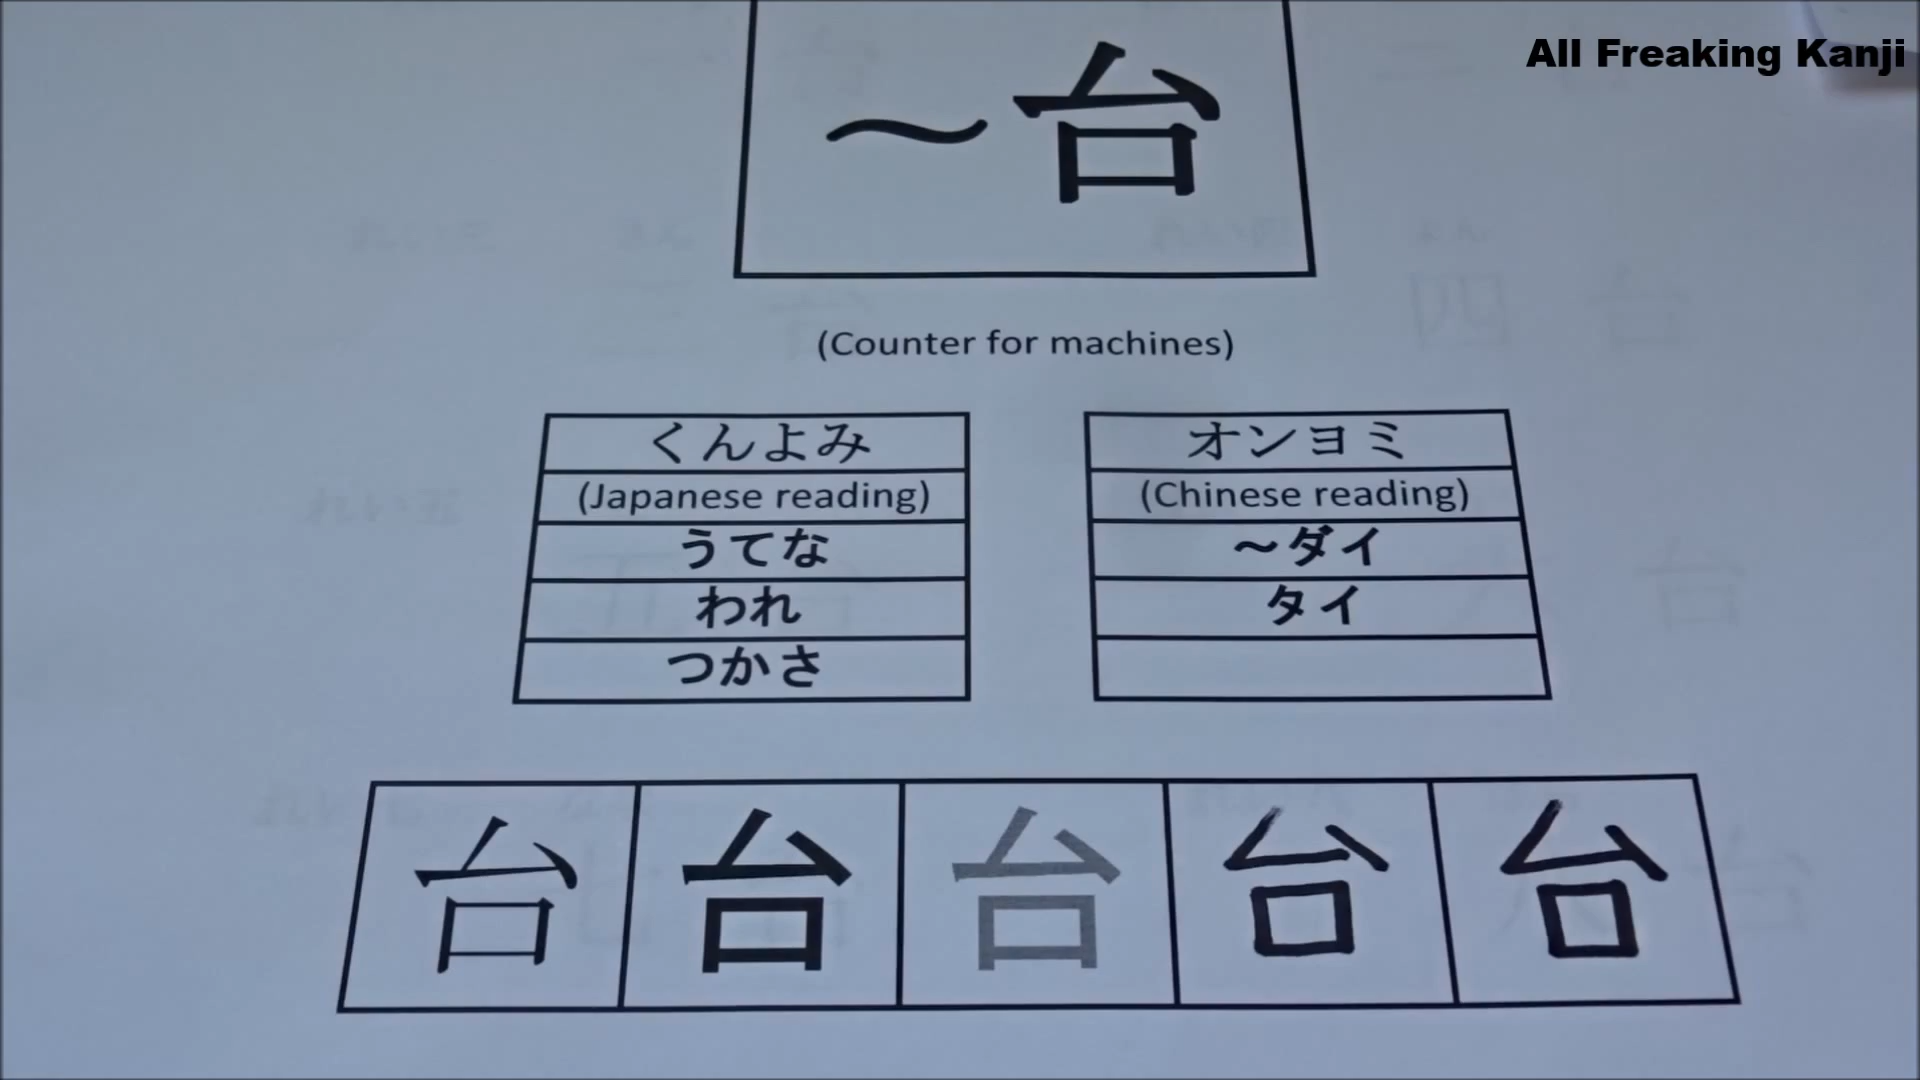 All Freaking Kanji
～台
(Counter for machines)
くんよみ
(Japanese reading)
うてな
われ
つかさ
オンヨミ
(Chinese reading)
～ダイ
タイ
台 台 台 台 台